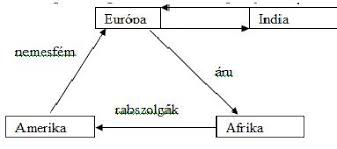 Európa
India
nemesfém
áru
rabszolgák
Amerika
Afrika